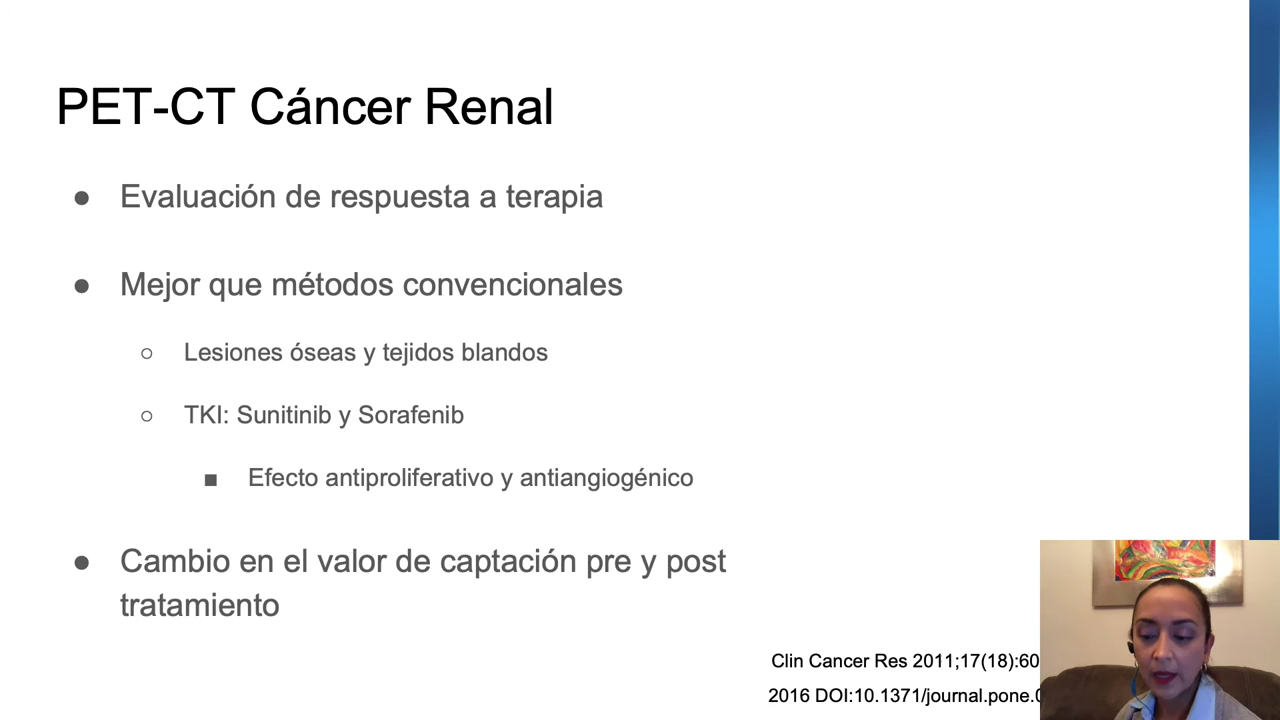 PET-CT Cáncer Renal
● Evaluación de respuesta a terapia
● Mejor que métodos convencionales
○ Lesiones óseas y tejidos blandos
○ TKI: Sunitinib y Sorafenib
■ Efecto antiproliferativo y antiangiogénico
● Cambio en el valor de captación pre y post
tratamiento
Clin Cancer Res 2011;17(18):60
2016 DOI:10.1371/journal.pone.0